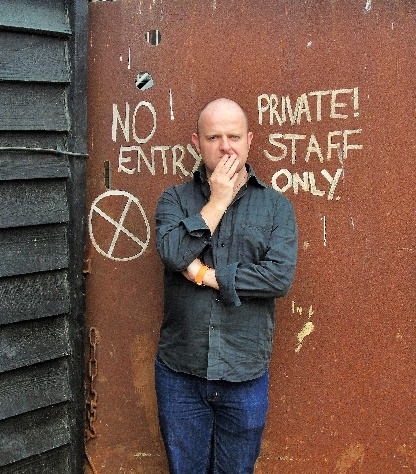 NO
ENTRY
PRIVATE!
STAFF
ONLY.